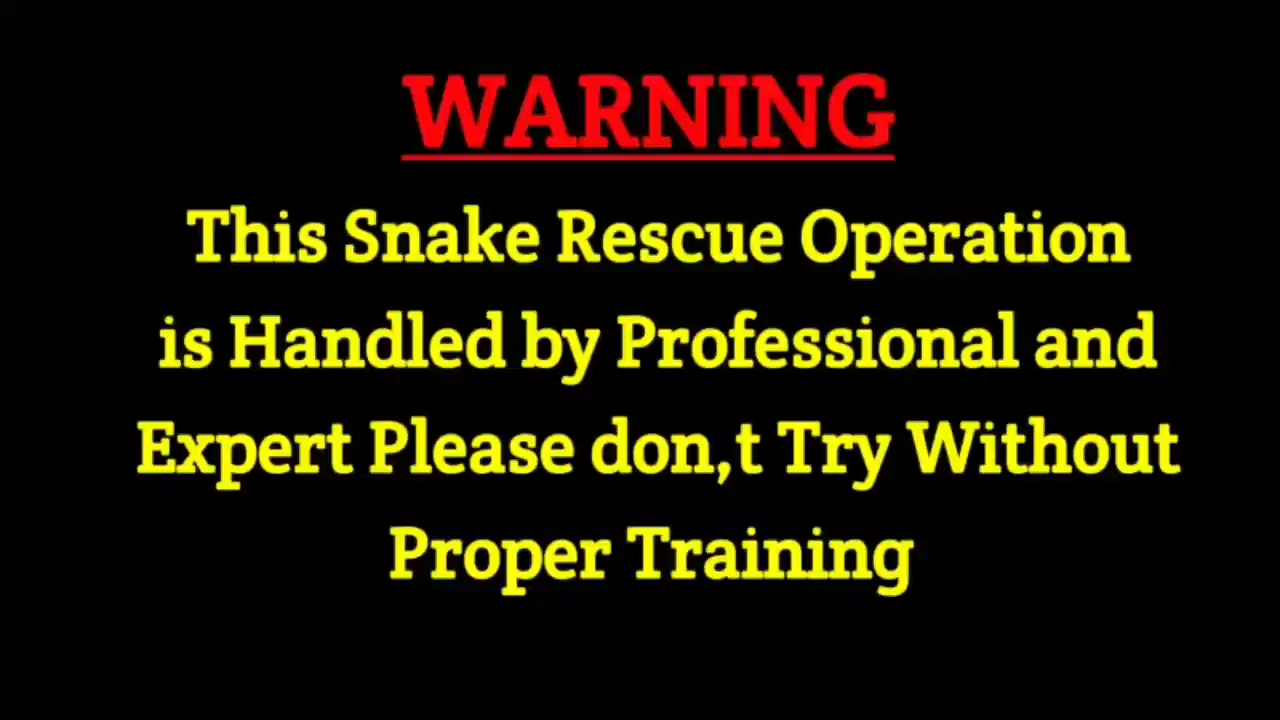 WARNING
This Snake Rescue Operation
is Handled by Professional and
Expert Please don,t Try Without
Proper Training